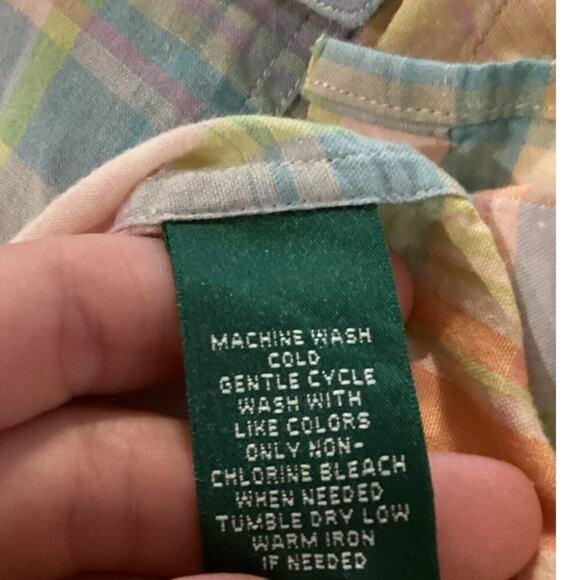 MACHINE WASH
COLD
GENTLE CYCLE
WASH WITH
LIKE COLORS
ONLY NON-
CHLORINE BLEACH
WHEN NEEDED
TUMBLE DRY LOW
WARM IRON
IF NEEDED